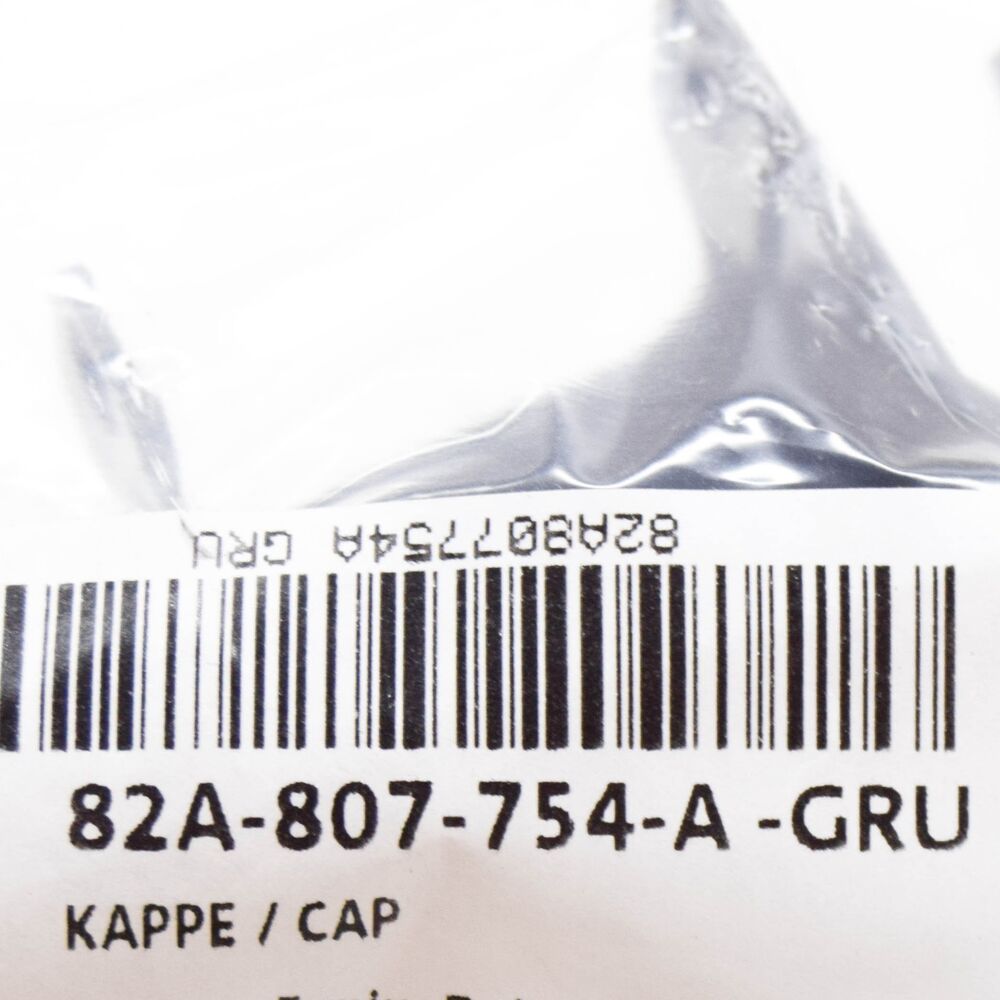 82A807754A GRU
82A-807-754-A -GRU
KAPPE / CAP